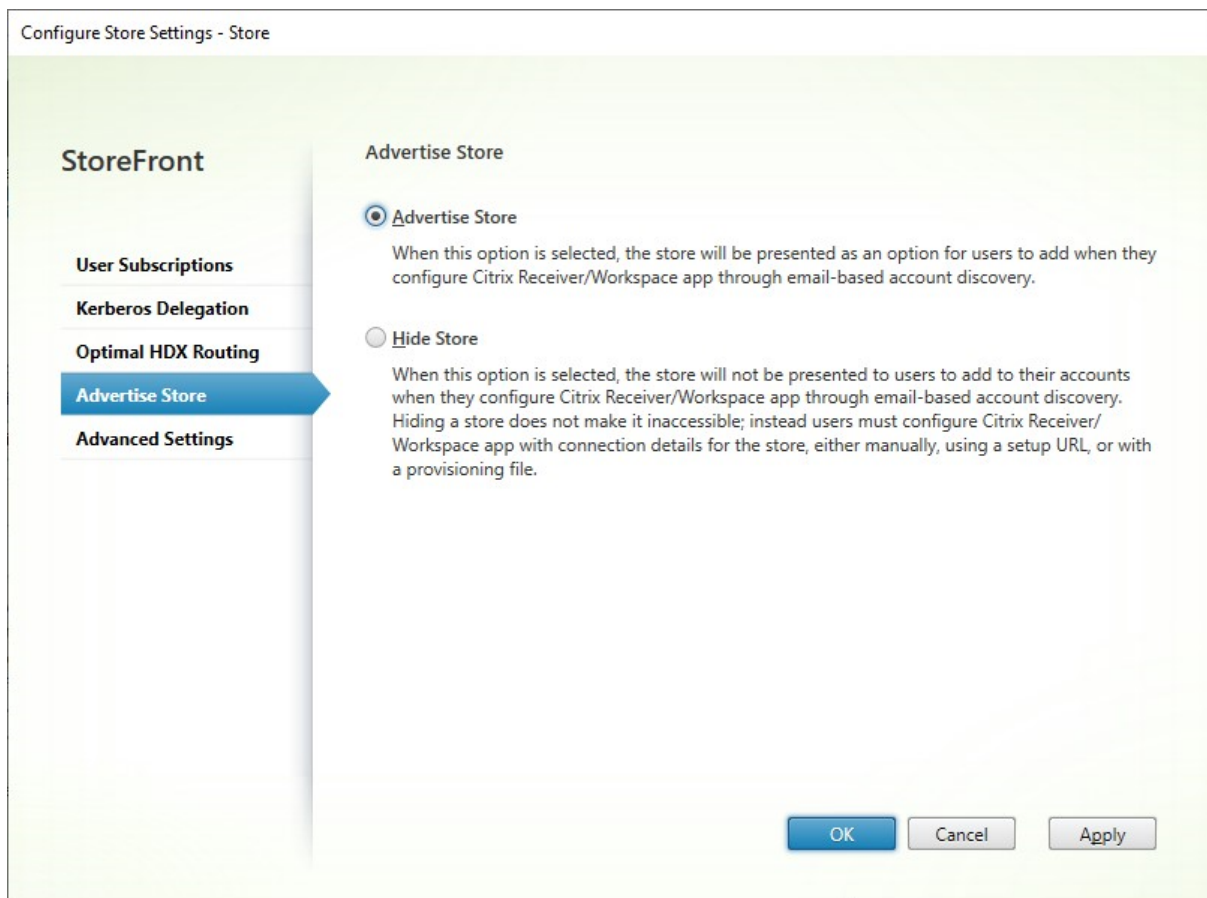 Configure Store Settings - Store
StoreFront
User Subscriptions
Kerberos Delegation
Optimal HDX Routing
Advertise Store
Advanced Settings
Advertise Store
Advertise Store
When this option is selected, the store will be presented as an option for users to add when they
configure Citrix Receiver/Workspace app through email-based account discovery.
Hide Store
When this option is selected, the store will not be presented to users to add to their accounts
when they configure Citrix Receiver/Workspace app through email-based account discovery.
Hiding a store does not make it inaccessible; instead users must configure Citrix Receiver/
Workspace app with connection details for the store, either manually, using a setup URL, or with
a provisioning file.
OK
Cancel
Apply